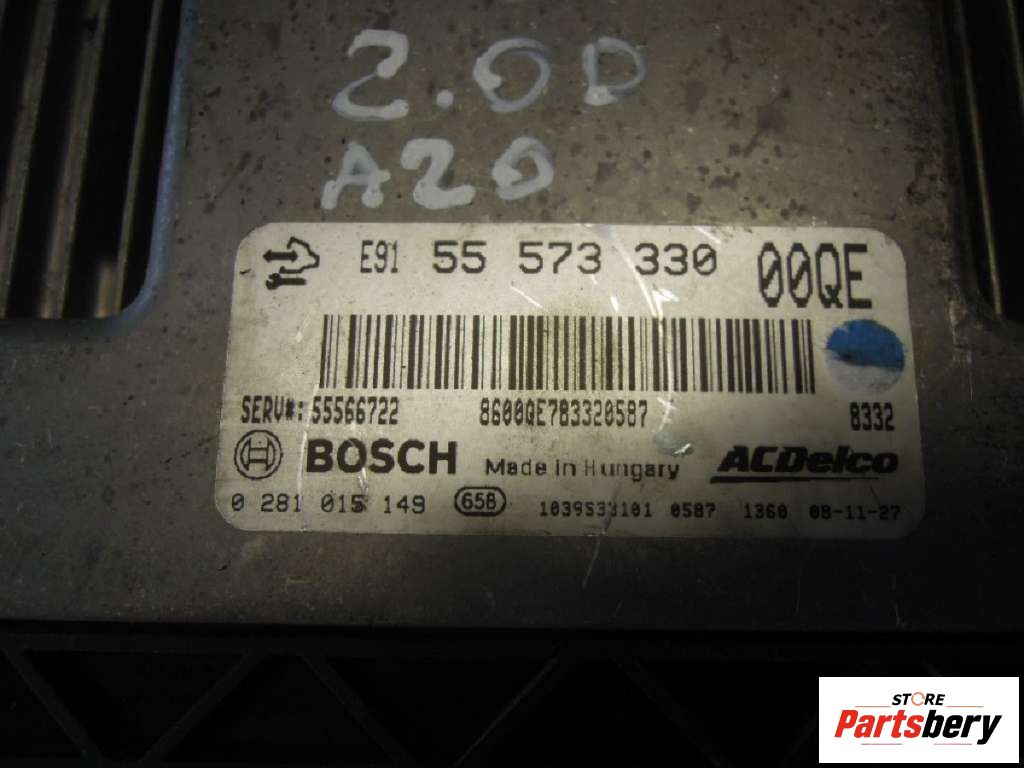 2.0D
A20
E91 55 573 330 00QE
SERV#: 55566722 8600QE783320587 8332
BOSCH Made in Hungary ACDelco
0 281 015 149 65B 1039S33101 0587 1360 08-11-27
STORE
Partsbery